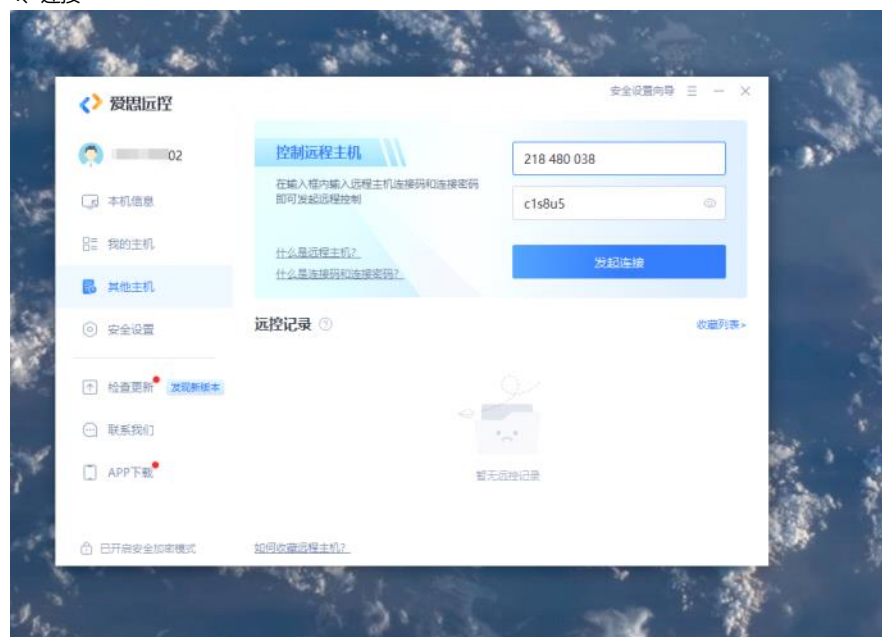 爱思远控
安全设置向导
02
本机信息
我的主机
其他主机
安全设置
检查更新
发现新版本
联系我们
APP下载
已开启安全加密模式
控制远程主机
在输入框内输入远程主机连接码和连接密码
即可发起远程控制
什么是远程主机?
什么是连接码和连接密码?
218 480 038
c1s8u5
发起连接
远控记录
收藏列表>
暂无远控记录
如何收藏远程主机?